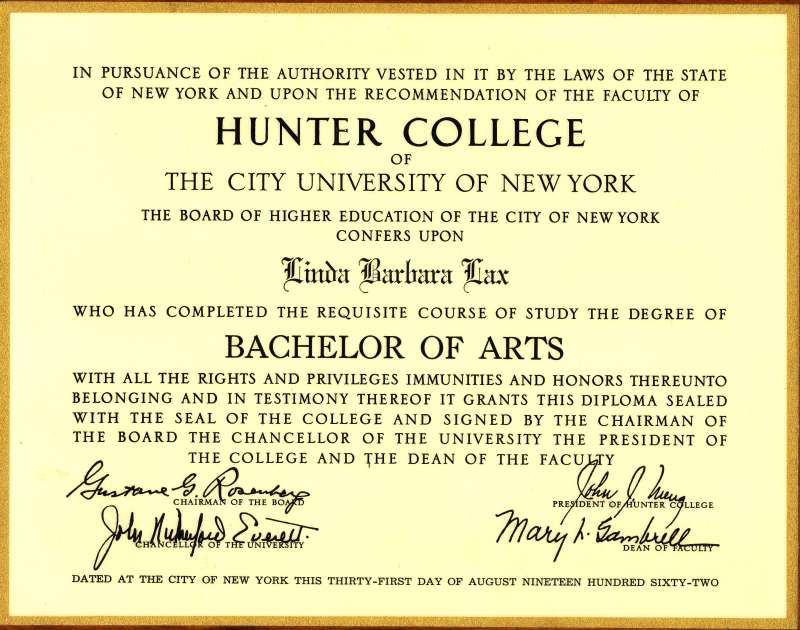 IN PURSUANCE OF THE AUTHORITY VESTED IN IT BY THE LAWS OF THE STATE
OF NEW YORK AND UPON THE RECOMMENDATION OF THE FACULTY OF
HUNTER COLLEGE
OF
THE CITY UNIVERSITY OF NEW YORK
THE BOARD OF HIGHER EDUCATION OF THE CITY OF NEW YORK
CONFERS UPON
Linda Barbara Lax
WHO HAS COMPLETED THE REQUISITE COURSE OF STUDY THE DEGREE OF
BACHELOR OF ARTS
WITH ALL THE RIGHTS AND PRIVILEGES IMMUNITIES AND HONORS THEREUNTO
BELONGING AND IN TESTIMONY THEREOF IT GRANTS THIS DIPLOMA SEALED
WITH THE SEAL OF THE COLLEGE AND SIGNED BY THE CHAIRMAN OF
THE BOARD THE CHANCELLOR OF THE UNIVERSITY THE PRESIDENT OF
THE COLLEGE AND THE DEAN OF THE FACULTY
Gustave G. Rosenberg
CHAIRMAN OF THE BOARD
John J. Meng
PRESIDENT OF HUNTER COLLEGE
John Rutherford Everett.
CHANCELLOR OF THE UNIVERSITY
Mary L. Gambrell
DEAN OF FACULTY
DATED AT THE CITY OF NEW YORK THIS THIRTY-FIRST DAY OF AUGUST NINETEEN HUNDRED SIXTY-TWO